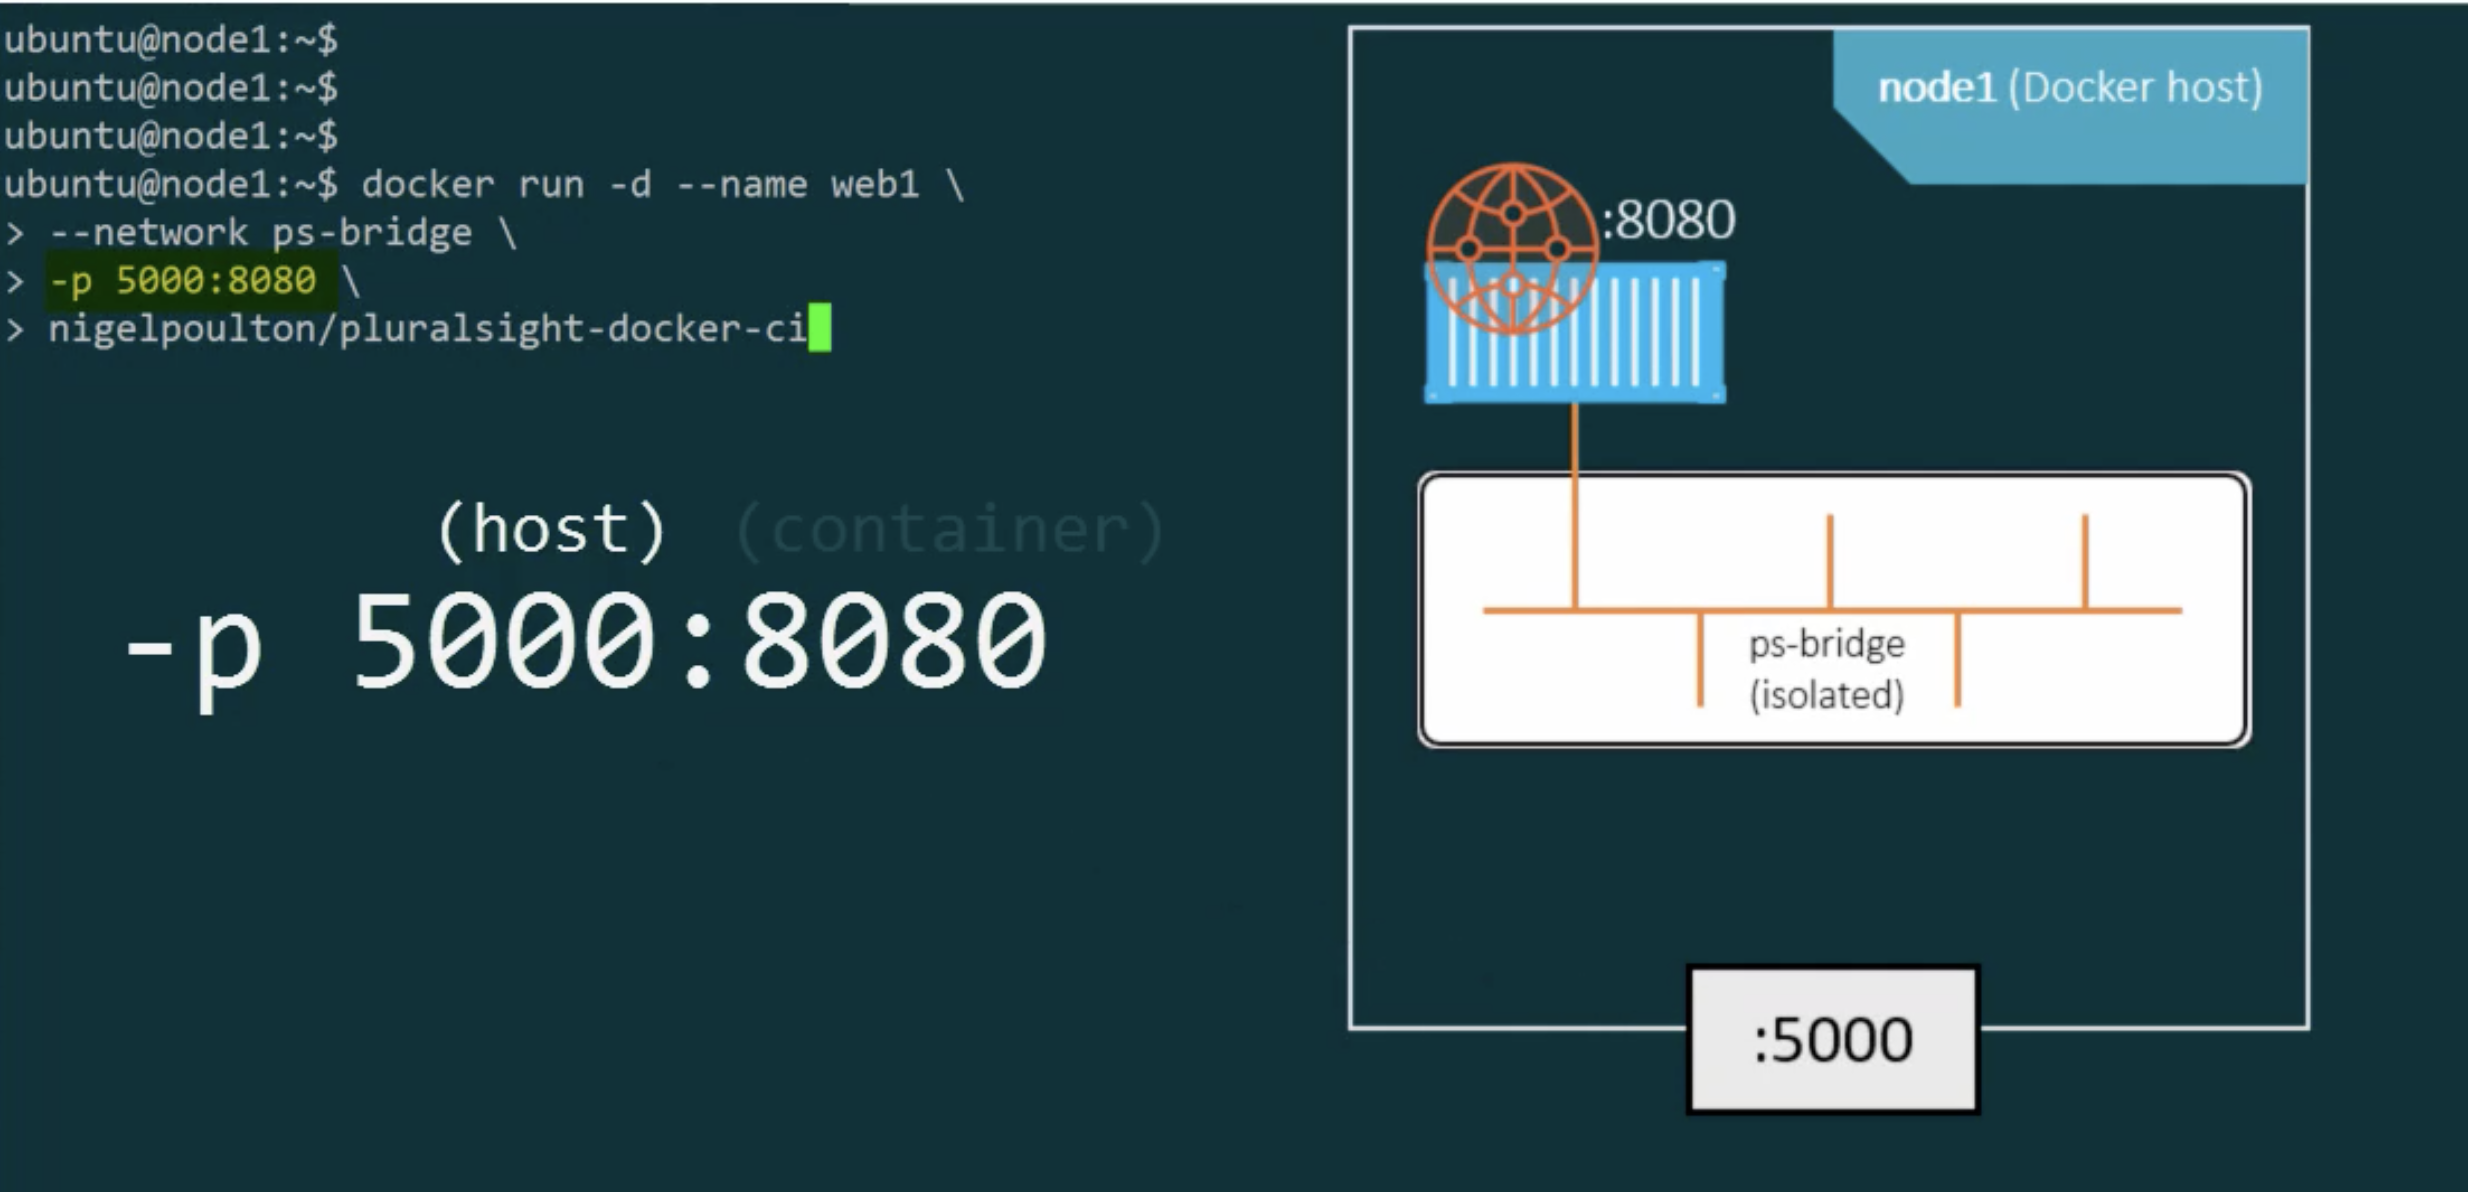 ubuntu@node1:~$
ubuntu@node1:~$
ubuntu@node1:~$
ubuntu@node1:~$ docker run -d --name web1 \
> --network ps-bridge \
> -p 5000:8080 \
> nigelpoulton/pluralsight-docker-ci
(host) (container)
-p 5000:8080
node1 (Docker host)
:8080
ps-bridge
(isolated)
:5000